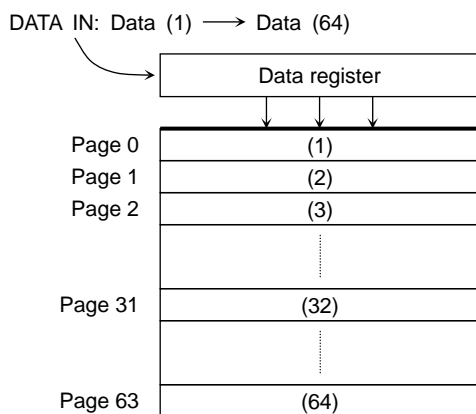 DATA IN: Data (1) ⟶ Data (64)
Data register
Page 0 (1)
Page 1 (2)
Page 2 (3)
Page 31 (32)
Page 63 (64)